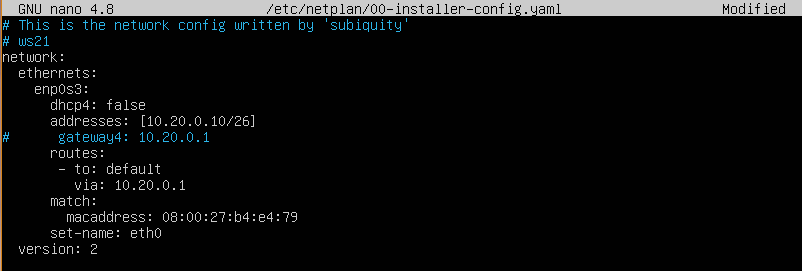 GNU nano 4.8 /etc/netplan/00-installer-config.yaml Modified
# This is the network config written by 'subiquity'
# ws21
network:
  ethernets:
    enp0s3:
      dhcp4: false
      addresses: [10.20.0.10/26]
#      gateway4: 10.20.0.1
      routes:
       - to: default
         via: 10.20.0.1
      match:
        macaddress: 08:00:27:b4:e4:79
      set-name: eth0
  version: 2